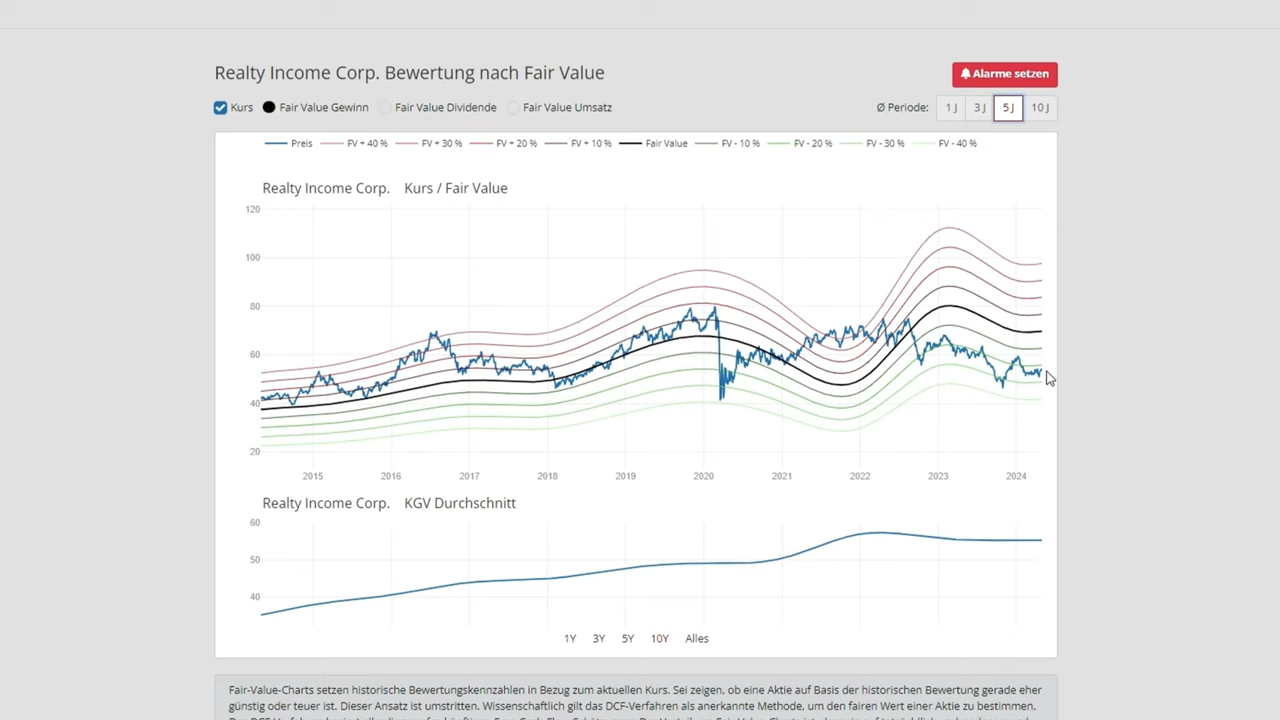 Realty Income Corp. Bewertung nach Fair Value
Alarme setzen
Kurs Fair Value Gewinn Fair Value Dividende Fair Value Umsatz
Ø Periode: 1 J 3 J 5 J 10 J
Preis FV + 40 % FV + 30 % FV + 20 % FV + 10 % Fair Value FV - 10 % FV - 20 % FV - 30 % FV - 40 %
Realty Income Corp. Kurs / Fair Value
120
100
80
60
40
20
2015 2016 2017 2018 2019 2020 2021 2022 2023 2024
Realty Income Corp. KGV Durchschnitt
60
50
40
1Y 3Y 5Y 10Y Alles
Fair-Value-Charts setzen historische Bewertungskennzahlen in Bezug zum aktuellen Kurs. Sei zeigen, ob eine Aktie auf Basis der historischen Bewertung gerade eher
günstig oder teuer ist. Dieser Ansatz ist umstritten. Wissenschaftlich gilt das DCF-Verfahren als anerkannte Methode, um den fairen Wert einer Aktie zu bestimmen.